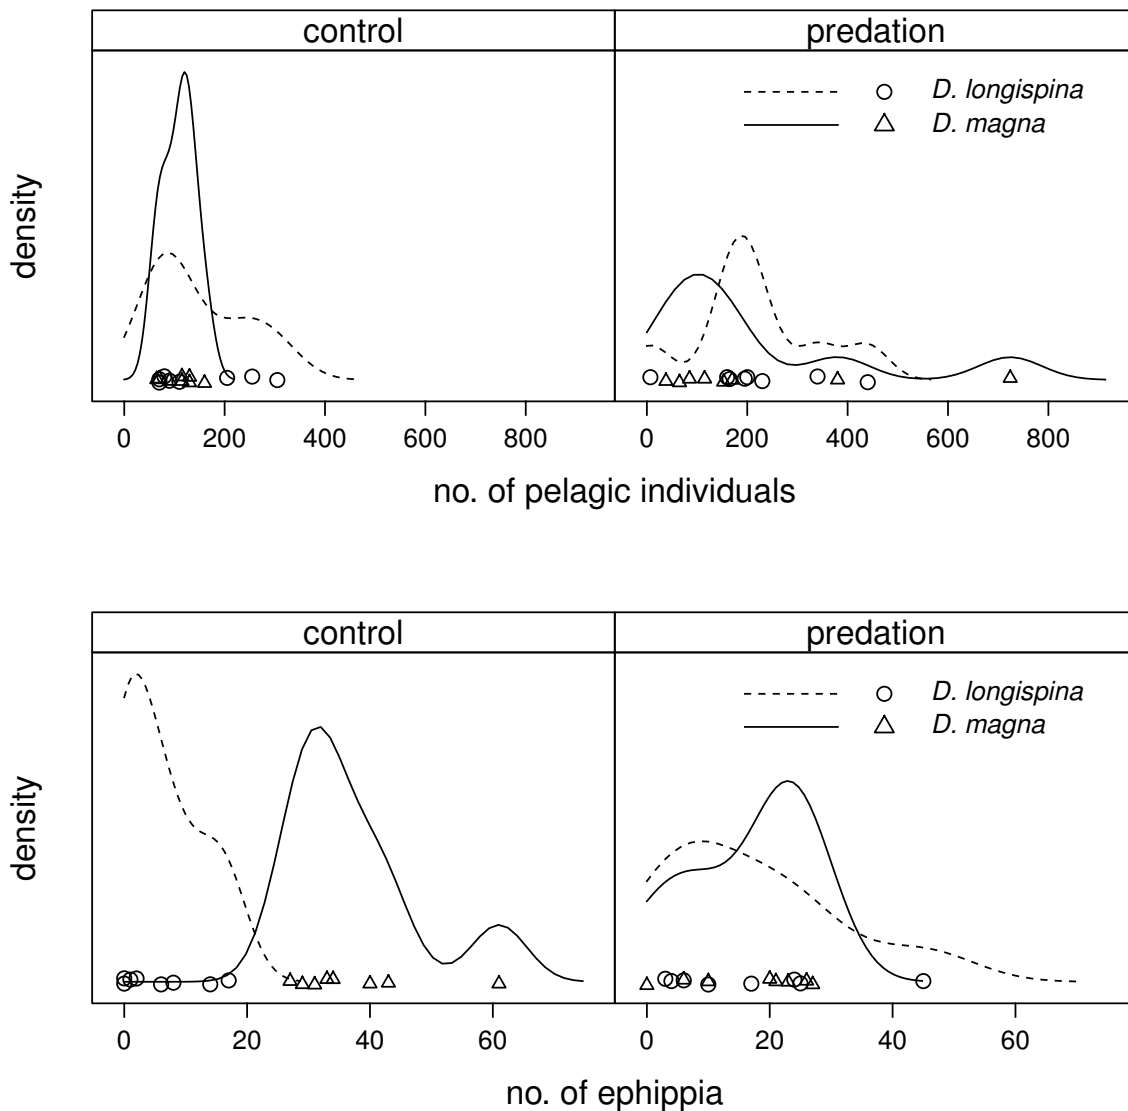 control predation
D. longispina
D. magna
density
0 200 400 600 800 0 200 400 600 800
no. of pelagic individuals
control predation
D. longispina
D. magna
density
0 20 40 60 0 20 40 60
no. of ephippia